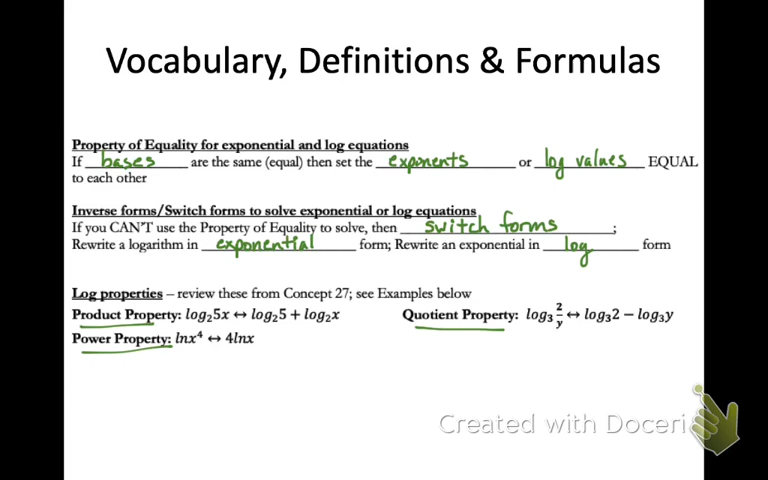 Vocabulary, Definitions & Formulas
Property of Equality for exponential and log equations
If bases are the same (equal) then set the exponents or log values EQUAL
to each other
Inverse forms/Switch forms to solve exponential or log equations
If you CAN'T use the Property of Equality to solve, then switch forms;
Rewrite a logarithm in exponential form; Rewrite an exponential in log form
Log properties – review these from Concept 27; see Examples below
Product Property: log₂5x ↔ log₂5 + log₂x Quotient Property: log₃ 2/y ↔ log₃2 − log₃y
Power Property: lnx⁴ ↔ 4lnx
Created with Doceri